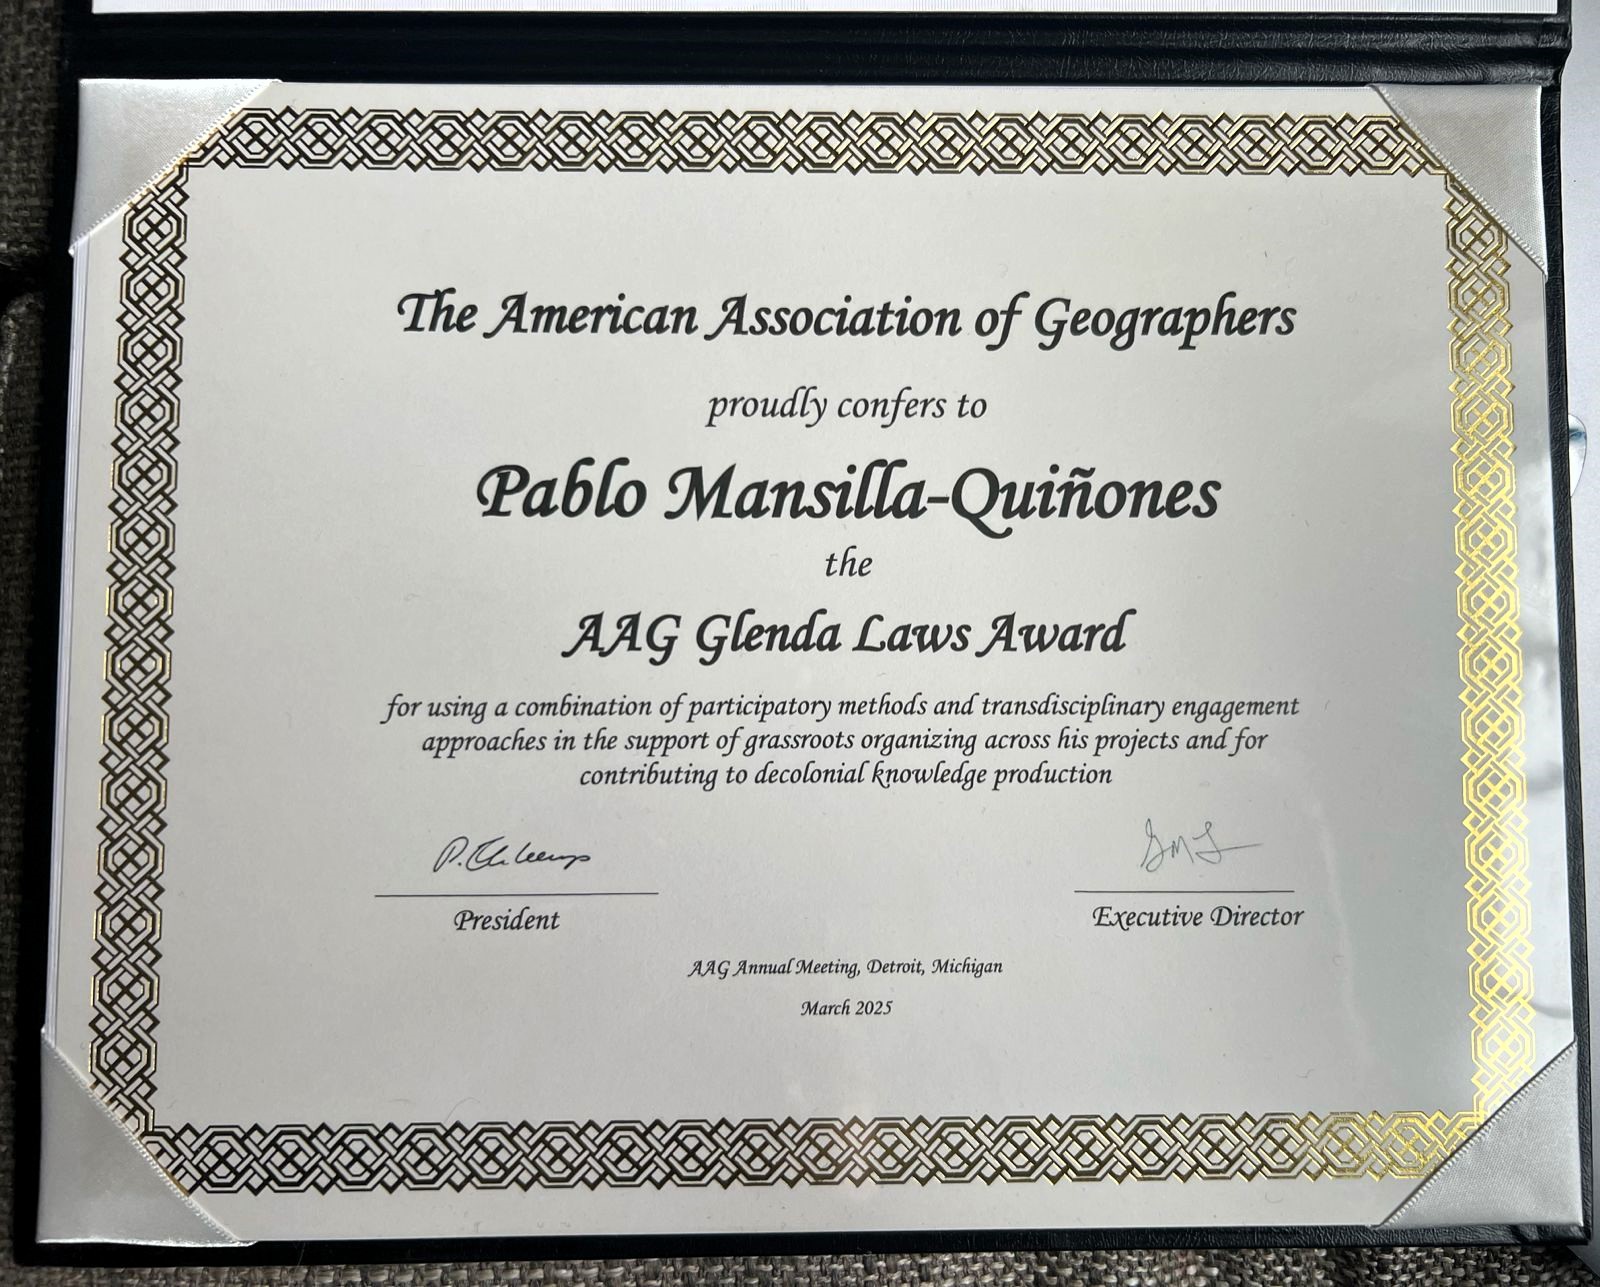 The American Association of Geographers
proudly confers to
Pablo Mansilla-Quiñones
the
AAG Glenda Laws Award
for using a combination of participatory methods and transdisciplinary engagement
approaches in the support of grassroots organizing across his projects and for
contributing to decolonial knowledge production
President
Executive Director
AAG Annual Meeting, Detroit, Michigan
March 2025